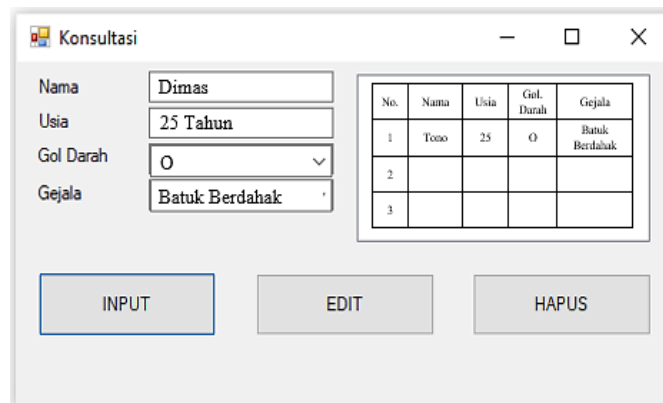 Konsultasi
Nama Dimas
Usia 25 Tahun
Gol Darah O
Gejala Batuk Berdahak
No. Nama Usia Gol. Darah Gejala
1 Tono 25 O Batuk Berdahak
2
3
INPUT EDIT HAPUS